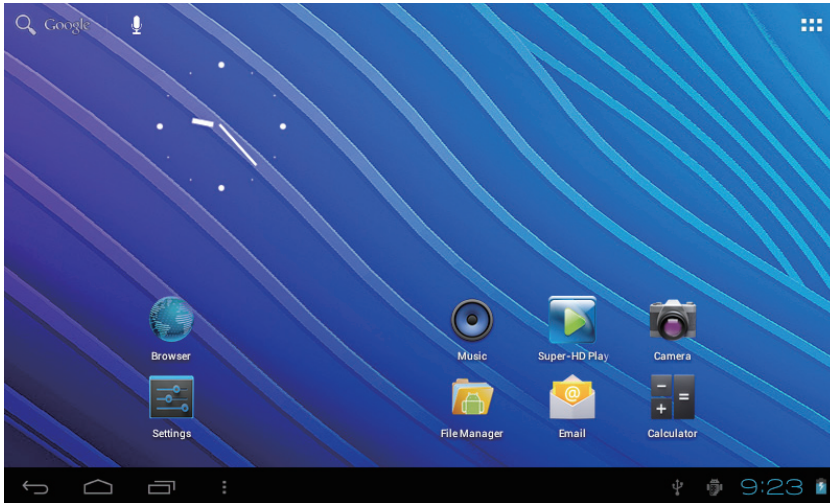 Google
Browser
Music
Super-HD Play
Camera
Settings
File Manager
Email
Calculator
9:23